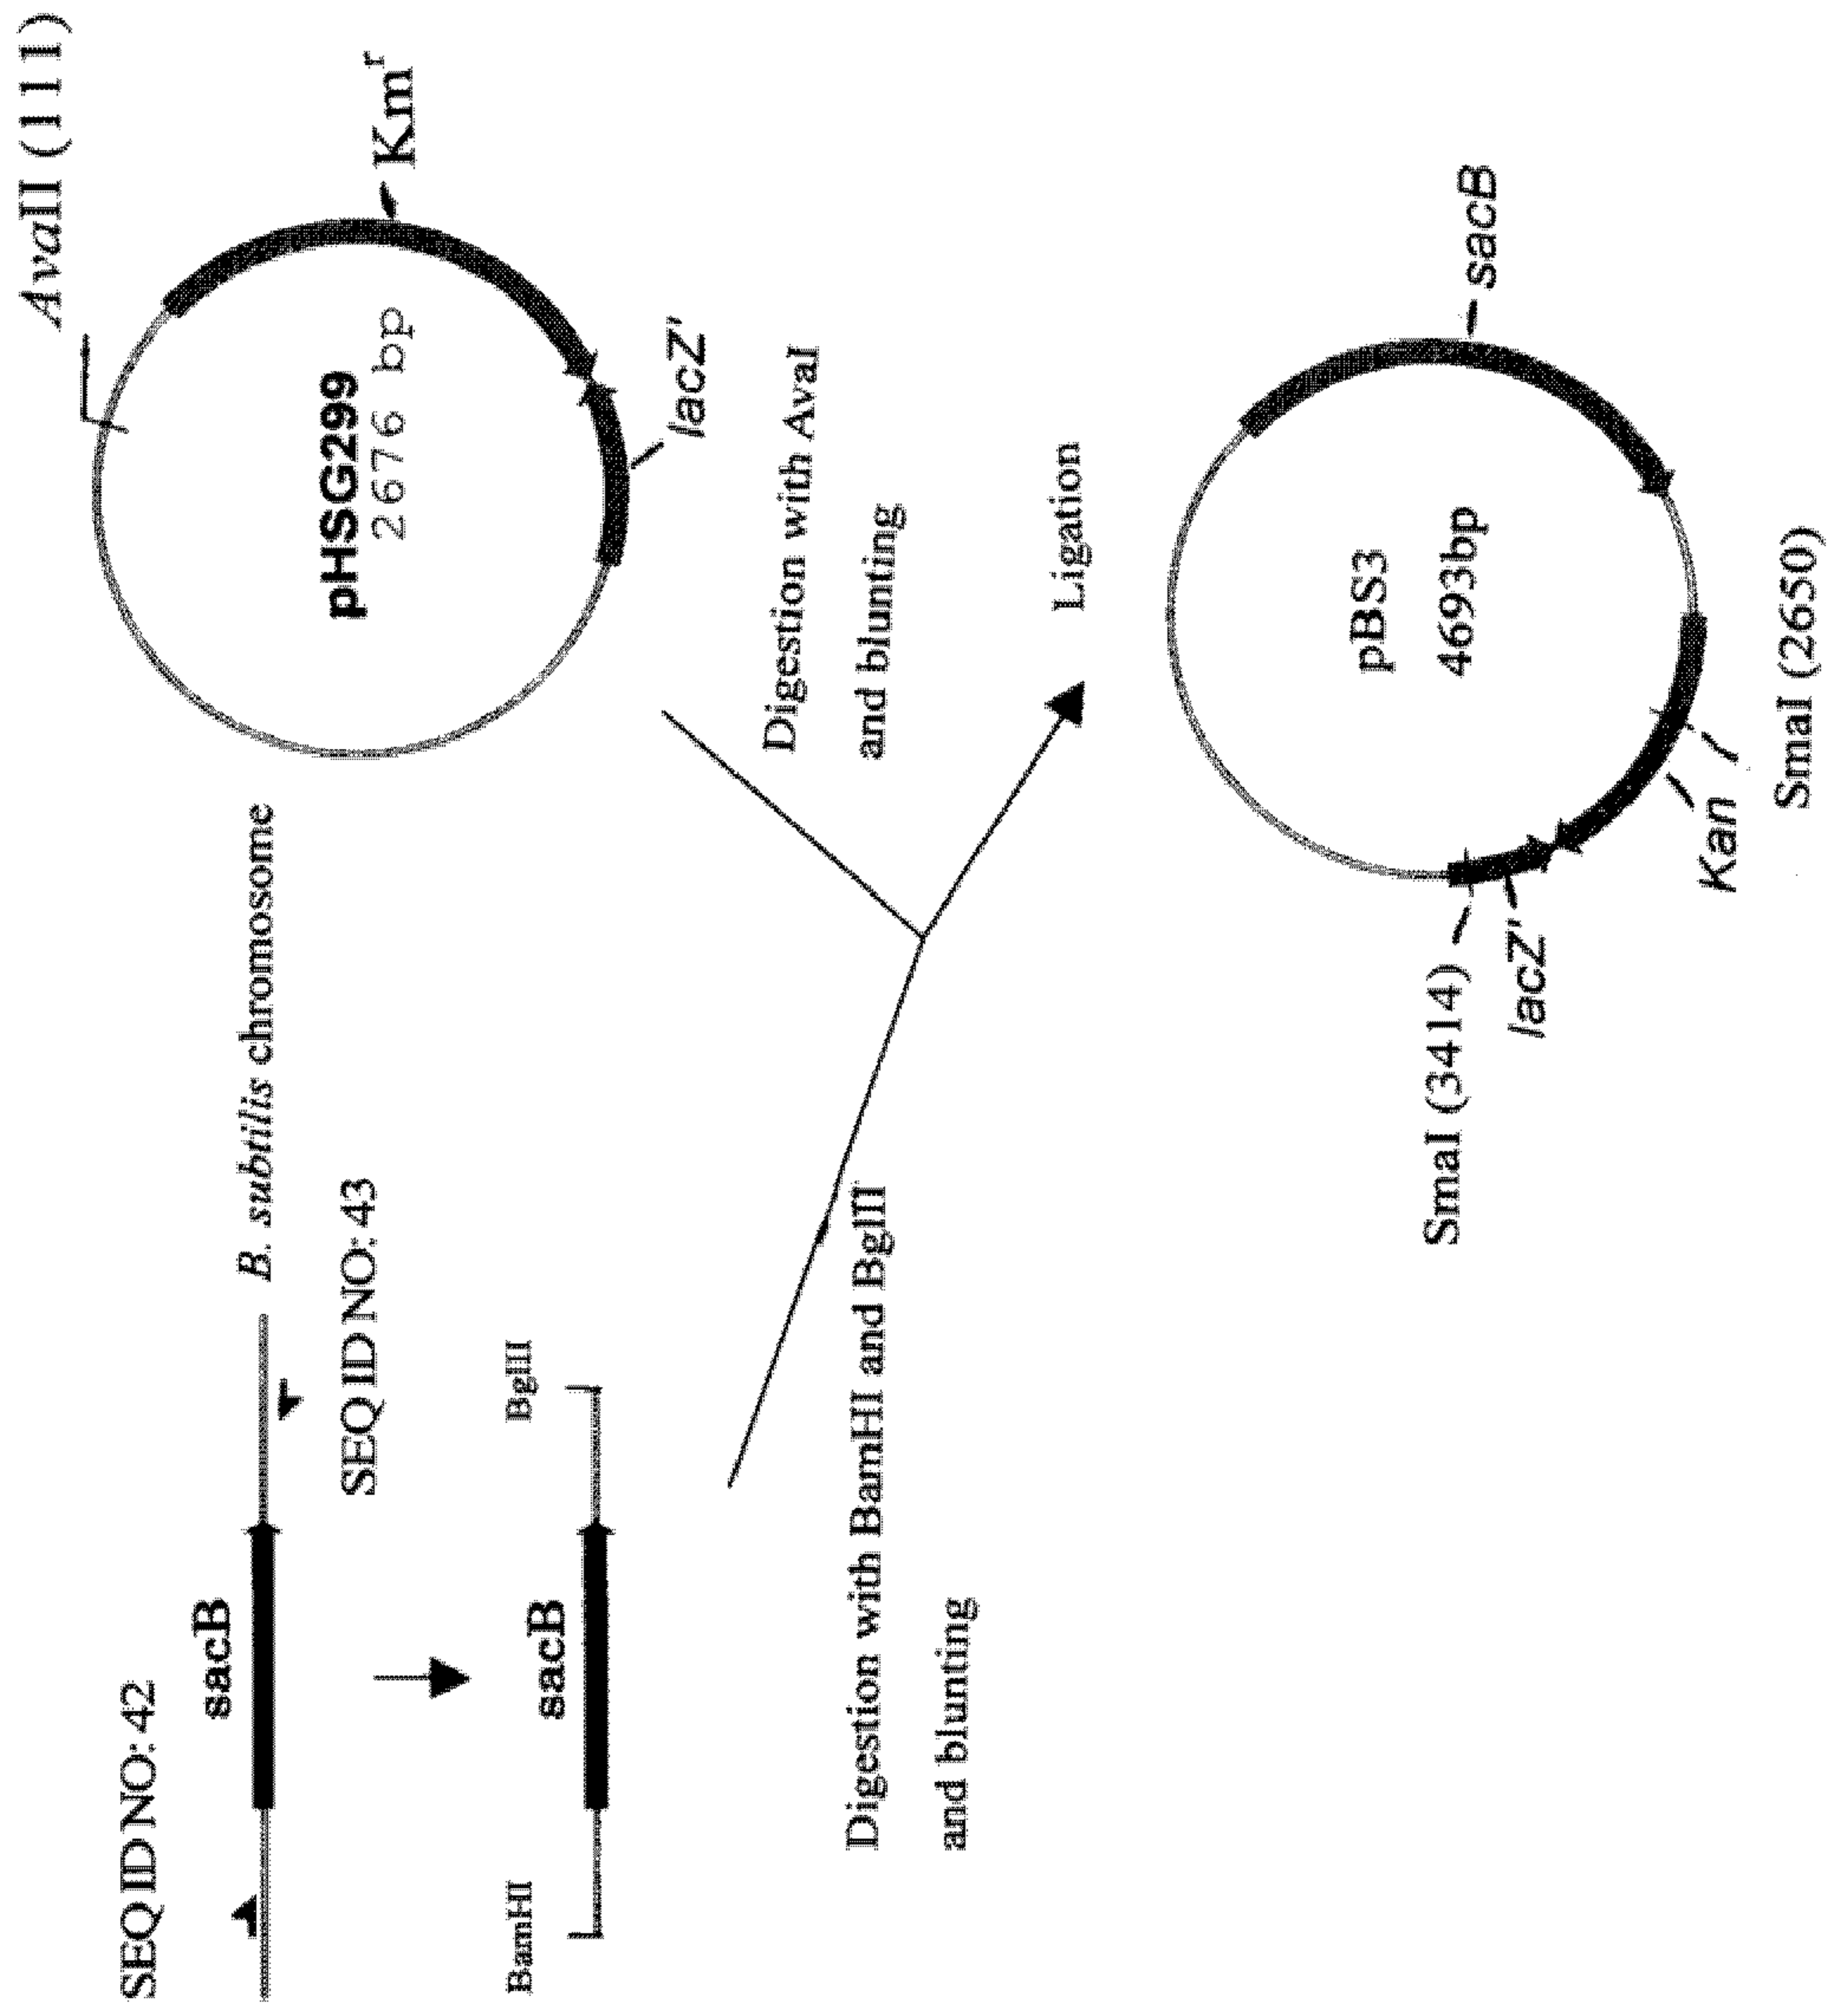 SEQ ID NO: 42
sacB
B. subtilis chromosome
SEQ ID NO: 43
BamHI
sacB
BglII
AvaII (111)
pHSG299
2676 bp
Kmr
lacZ'
Digestion with AvaI
and blunting
Digestion with BamHI and BglII
and blunting
Ligation
pBS3
4693bp
sacB
SmaI (3414)
lacZ'
Kan
SmaI (2650)